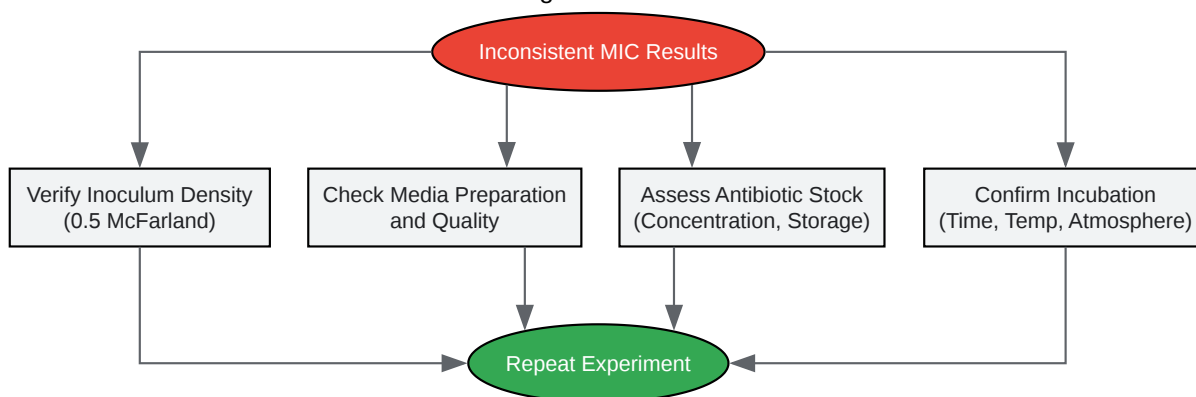 Inconsistent MIC Results
Verify Inoculum Density
(0.5 McFarland)
Check Media Preparation
and Quality
Assess Antibiotic Stock
(Concentration, Storage)
Confirm Incubation
(Time, Temp, Atmosphere)
Repeat Experiment